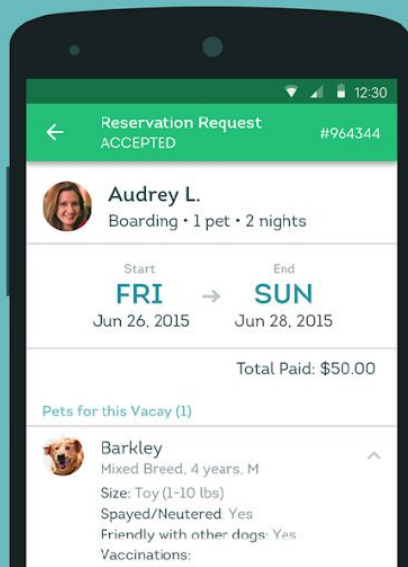 12:30
Reservation Request
ACCEPTED
#964344
Audrey L.
Boarding • 1 pet • 2 nights
Start
End
FRI → SUN
Jun 26, 2015
Jun 28, 2015
Total Paid: $50.00
Pets for this Vacay (1)
Barkley
Mixed Breed, 4 years, M
Size: Toy (1-10 lbs)
Spayed/Neutered: Yes
Friendly with other dogs: Yes
Vaccinations: